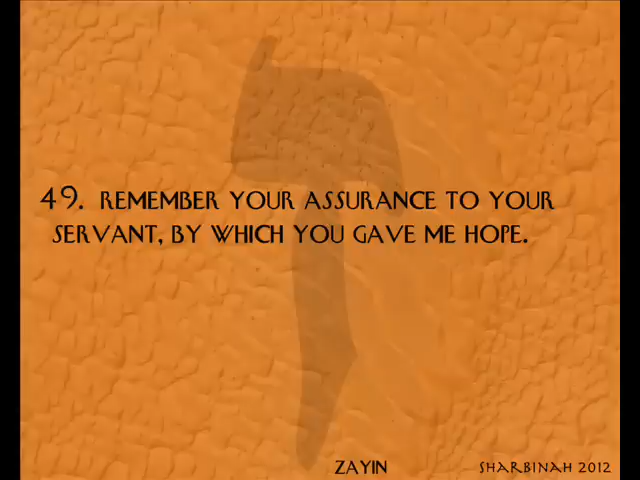 49. REMEMBER YOUR ASSURANCE TO YOUR
SERVANT, BY WHICH YOU GAVE ME HOPE.
ZAYIN
SHARBINAH 2012